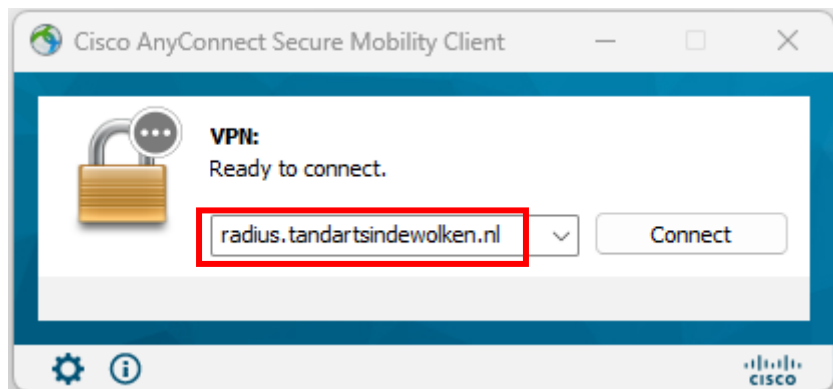 Cisco AnyConnect Secure Mobility Client
VPN:
Ready to connect.
radius.tandartsindewolken.nl
Connect
CISCO